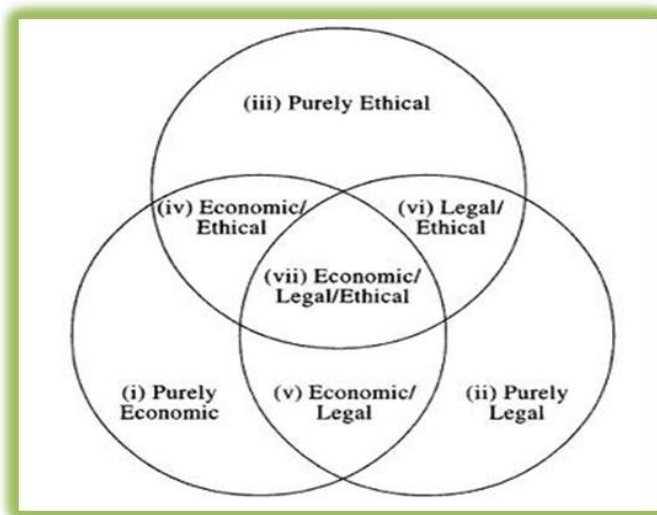 (iii) Purely Ethical
(iv) Economic/
Ethical
(vi) Legal/
Ethical
(vii) Economic/
Legal/Ethical
(i) Purely
Economic
(v) Economic/
Legal
(ii) Purely
Legal